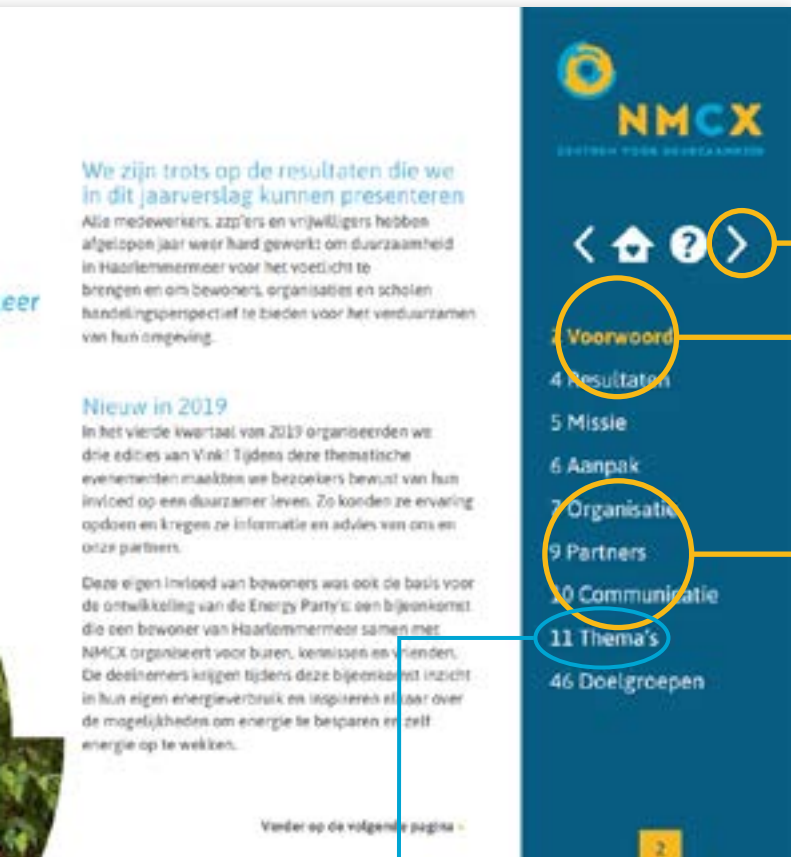 eer
We zijn trots op de resultaten die we
in dit jaarverslag kunnen presenteren
Alle medewerkers, zzp'ers en vrijwilligers hebben
afgelopen jaar weer hard gewerkt om duurzaamheid
in Haarlemmermeer voor het voetlicht te
brengen en om bewoners, organisaties en scholen
handelingsperspectief te bieden voor het verduurzamen
van hun omgeving.
Nieuw in 2019
In het vierde kwartaal van 2019 organiseerden we
drie edities van Vink! Tijdens deze thematische
evenementen maakten we bezoekers bewust van hun
invloed op een duurzamer leven. Zo konden ze ervaring
opdoen en kregen ze informatie en advies van ons en
onze partners.
Deze eigen invloed van bewoners was ook de basis voor
de ontwikkeling van de Energy Party's: een bijeenkomst
die een bewoner van Haarlemmermeer samen met
NMCX organiseert voor buren, kennissen en vrienden.
De deelnemers krijgen tijdens deze bijeenkomst inzicht
in hun eigen energieverbruik en inspireren elkaar over
de mogelijkheden om energie te besparen en zelf
energie op te wekken.
Verder op de volgende pagina
NMCX
CENTRUM VOOR DUURZAAMHEID
2 Voorwoord
4 Resultaten
5 Missie
6 Aanpak
7 Organisatie
9 Partners
10 Communicatie
11 Thema's
46 Doelgroepen
2